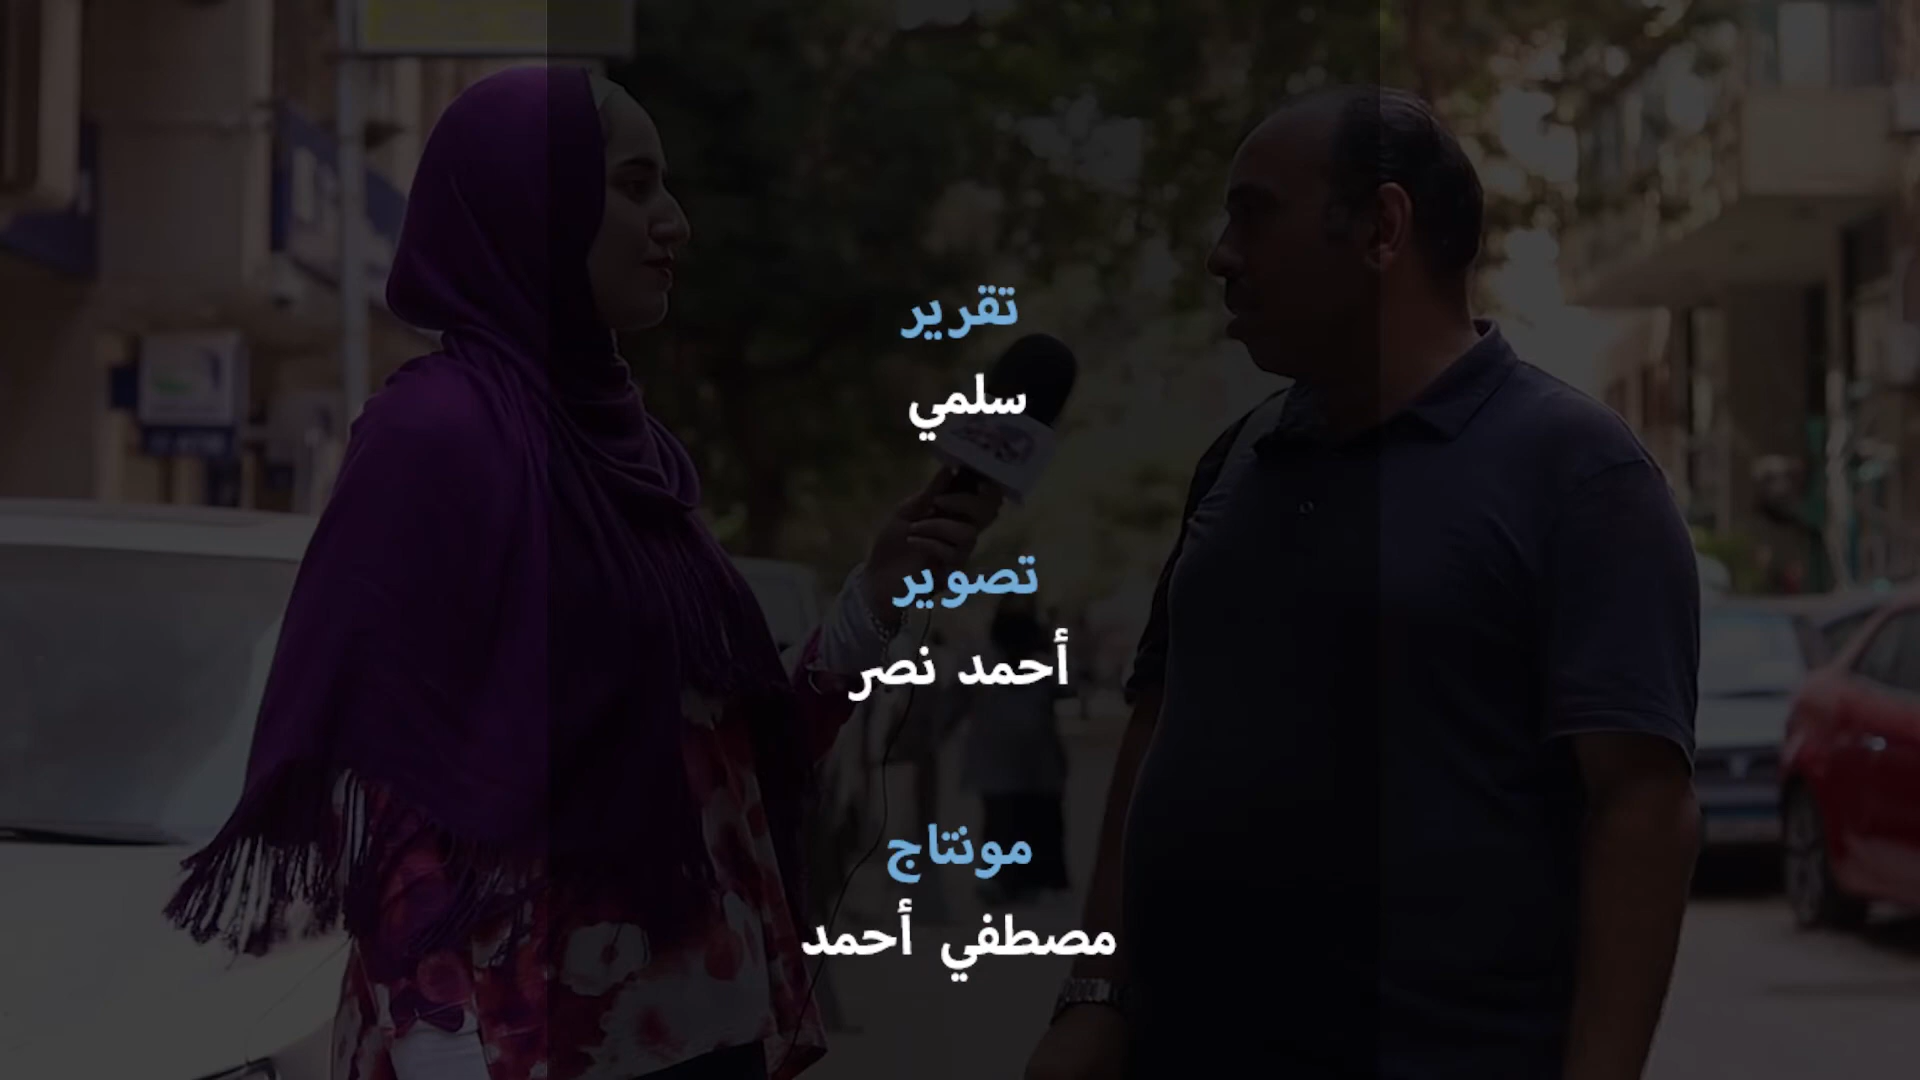 تقرير
سلمي
تصوير
أحمد نصر
مونتاج
مصطفي أحمد